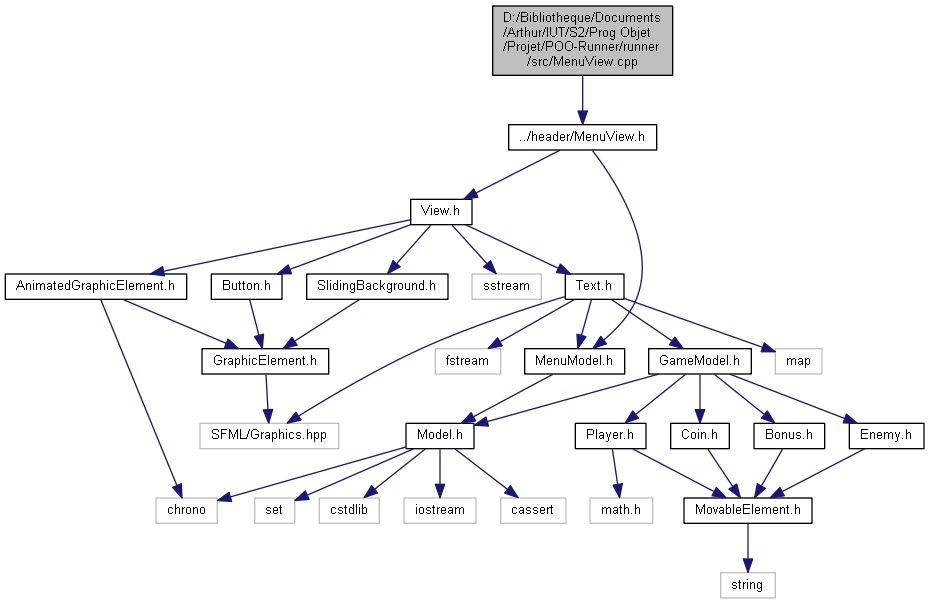 D:/Bibliotheque/Documents
/Arthur/IUT/S2/Prog Objet
/Projet/POO-Runner/runner
/src/MenuView.cpp
../header/MenuView.h
View.h
AnimatedGraphicElement.h
Button.h
SlidingBackground.h
sstream
Text.h
GraphicElement.h
fstream
MenuModel.h
GameModel.h
map
SFML/Graphics.hpp
Model.h
Player.h
Coin.h
Bonus.h
Enemy.h
chrono
set
cstdlib
iostream
cassert
math.h
MovableElement.h
string